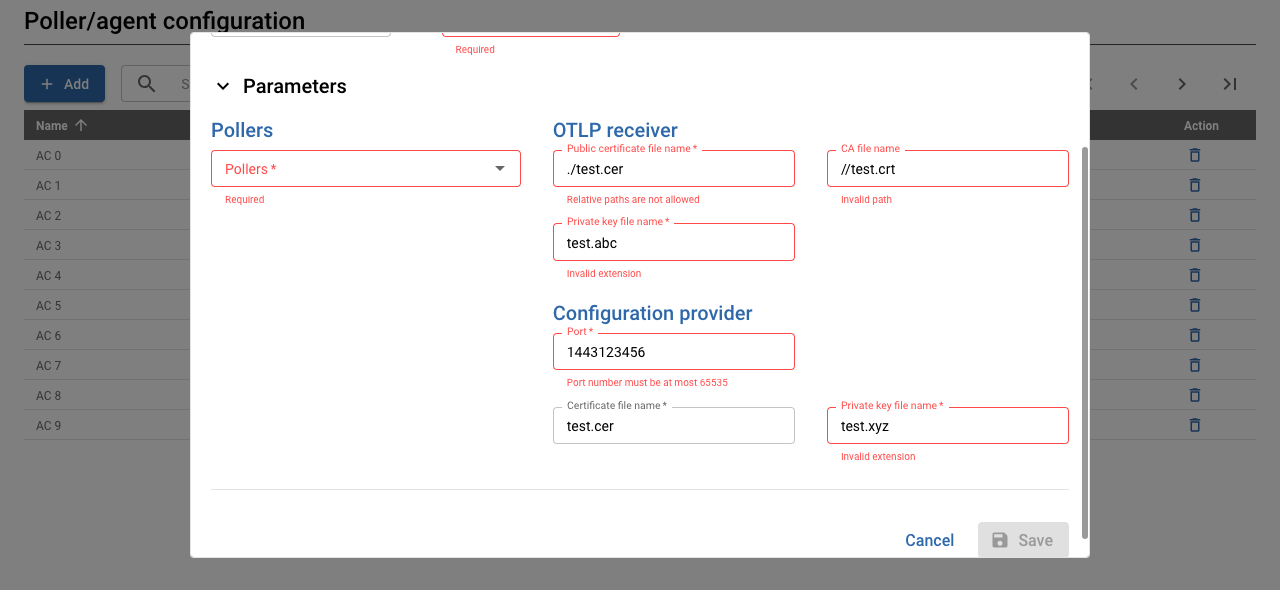 Poller/agent configuration
Required
Add
S
Parameters
Name
Action
Pollers
OTLP receiver
Pollers *
Required
Public certificate file name *
./test.cer
Relative paths are not allowed
CA file name
//test.crt
Invalid path
Private key file name *
test.abc
Invalid extension
Configuration provider
Port *
1443123456
Port number must be at most 65535
Certificate file name *
test.cer
Private key file name *
test.xyz
Invalid extension
AC 0
AC 1
AC 2
AC 3
AC 4
AC 5
AC 6
AC 7
AC 8
AC 9
Cancel
Save